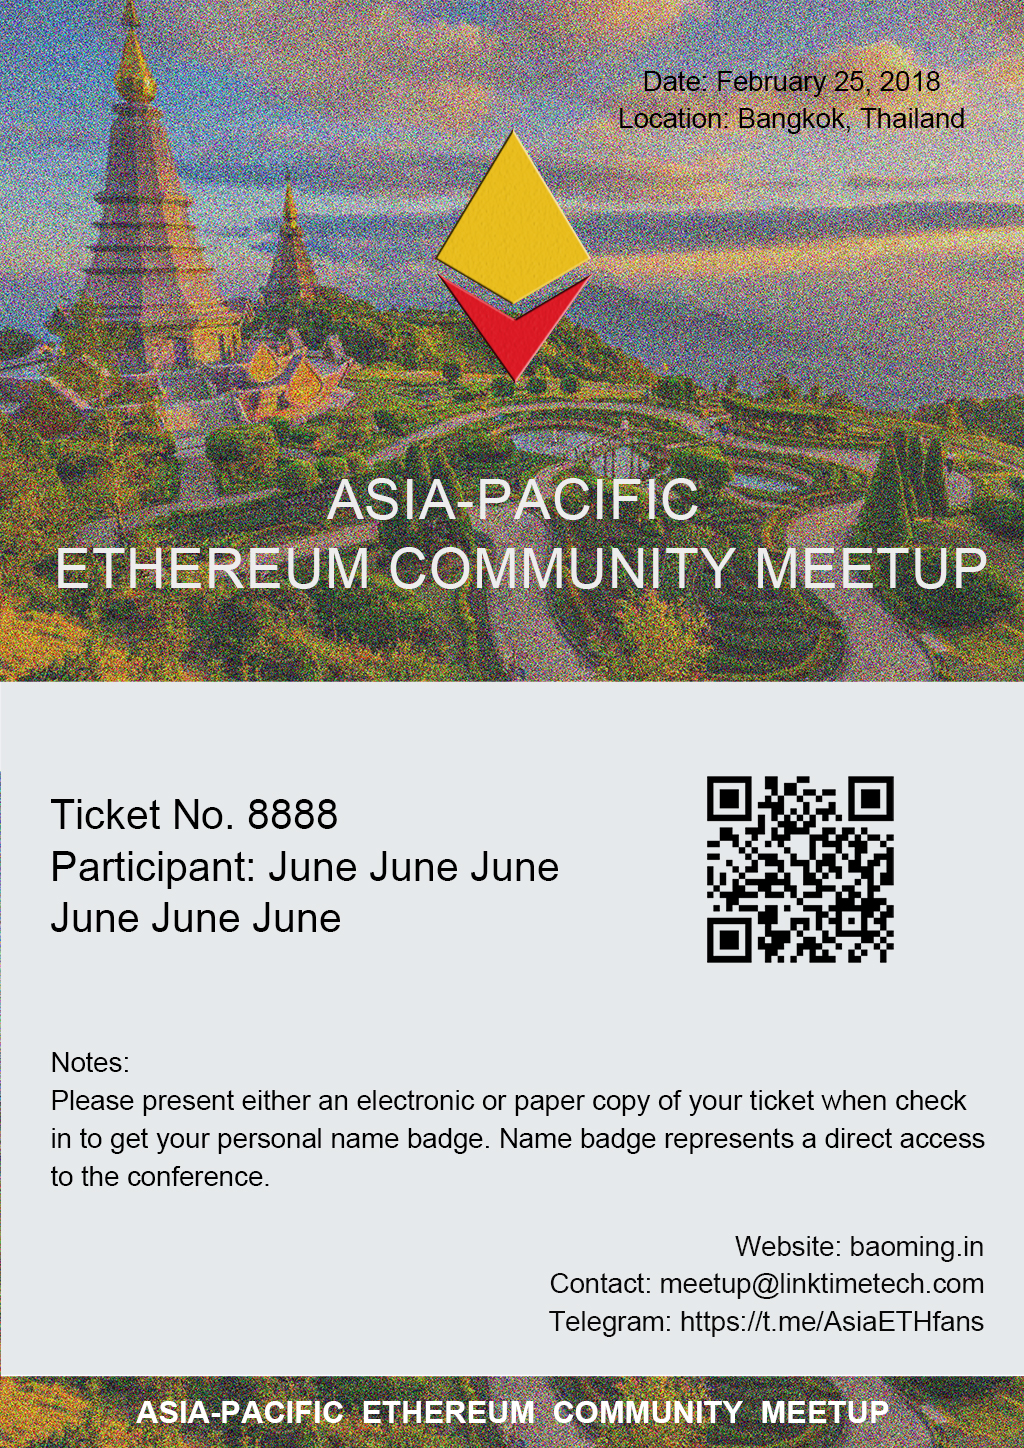 Date: February 25, 2018
Location: Bangkok, Thailand
ASIA-PACIFIC
ETHEREUM COMMUNITY MEETUP
Ticket No. 8888
Participant: June June June
June June June
Notes:
Please present either an electronic or paper copy of your ticket when check
in to get your personal name badge. Name badge represents a direct access
to the conference.
Website: baoming.in
Contact: meetup@linktimetech.com
Telegram: https://t.me/AsiaETHfans
ASIA-PACIFIC ETHEREUM COMMUNITY MEETUP